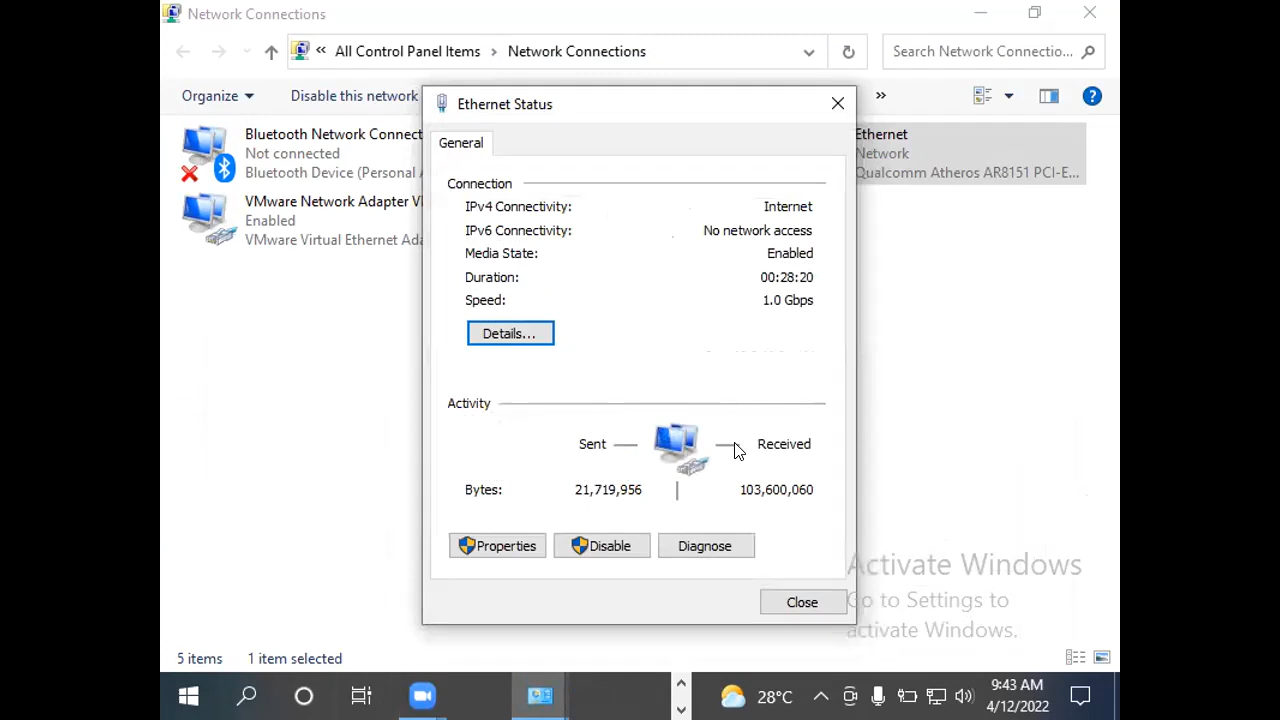 Network Connections
« All Control Panel Items > Network Connections
Search Network Connectio...
Organize
Disable this network
»
Ethernet Status
General
Connection
IPv4 Connectivity: Internet
IPv6 Connectivity: No network access
Media State: Enabled
Duration: 00:28:20
Speed: 1.0 Gbps
Details...
Activity
Sent Received
Bytes: 21,719,956 103,600,060
Properties Disable Diagnose
Close
Bluetooth Network Connect
Not connected
Bluetooth Device (Personal
VMware Network Adapter
Enabled
VMware Virtual Ethernet
Ethernet
Network
Qualcomm Atheros AR8151 PCI-E...
Activate Windows
Go to Settings to
activate Windows.
5 items 1 item selected
28°C
9:43 AM
4/12/2022